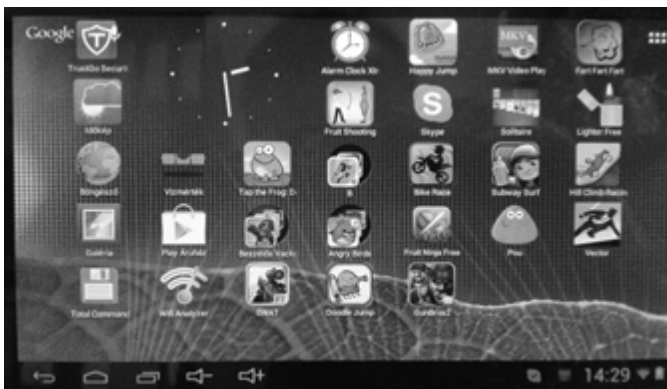 Google
TrustGo Securit
Alarm Clock Xtr
Happy Jump
MKV
MKV Video Play
Fart Fart Fart
Időkép
Fruit Shooting
Skype
Solitaire
Lighter Free
Böngésző
Vízmérték
Tap the Frog: D
Bike Race
Subway Surf
Hill Climb Racin
Galéria
Play Áruház
Angry Birds
Fruit Ninja Free
Pou
Vector
Total Command
Wifi Analyzer
Doodle Jump
14:29